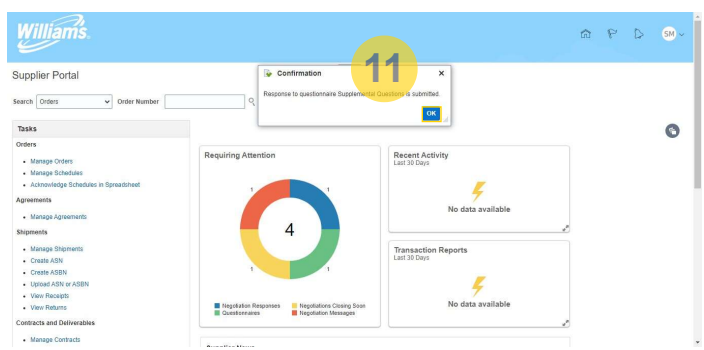 Williams.
SM
Supplier Portal
Search Orders Order Number
11
Confirmation
Response to questionnaire Supplemental Questions is submitted.
OK
Tasks
Orders
Manage Orders
Manage Schedules
Acknowledge Schedules in Spreadsheet
Agreements
Manage Agreements
Shipments
Manage Shipments
Create ASN
Create ASBN
Upload ASN or ASBN
View Receipts
View Returns
Contracts and Deliverables
Manage Contracts
Requiring Attention
1 1
4
1 1
Negotiation Responses Negotiations Closing Soon
Questionnaires Negotiation Messages
Recent Activity
Last 30 Days
No data available
Transaction Reports
Last 30 Days
No data available
Supplier News